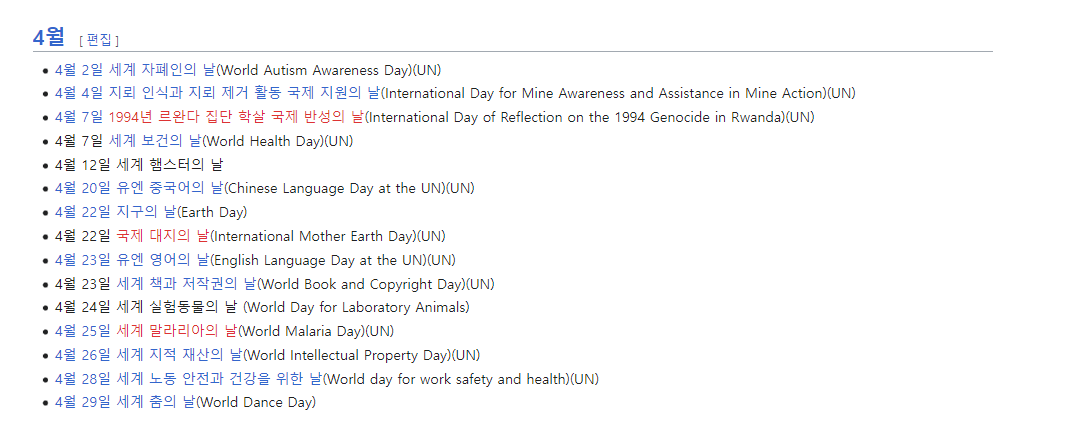 4월 [ 편집 ]
4월 2일 세계 자폐인의 날(World Autism Awareness Day)(UN)
4월 4일 지뢰 인식과 지뢰 제거 활동 국제 지원의 날(International Day for Mine Awareness and Assistance in Mine Action)(UN)
4월 7일 1994년 르완다 집단 학살 국제 반성의 날(International Day of Reflection on the 1994 Genocide in Rwanda)(UN)
4월 7일 세계 보건의 날(World Health Day)(UN)
4월 12일 세계 햄스터의 날
4월 20일 유엔 중국어의 날(Chinese Language Day at the UN)(UN)
4월 22일 지구의 날(Earth Day)
4월 22일 국제 대지의 날(International Mother Earth Day)(UN)
4월 23일 유엔 영어의 날(English Language Day at the UN)(UN)
4월 23일 세계 책과 저작권의 날(World Book and Copyright Day)(UN)
4월 24일 세계 실험동물의 날 (World Day for Laboratory Animals)
4월 25일 세계 말라리아의 날(World Malaria Day)(UN)
4월 26일 세계 지적 재산의 날(World Intellectual Property Day)(UN)
4월 28일 세계 노동 안전과 건강을 위한 날(World day for work safety and health)(UN)
4월 29일 세계 춤의 날(World Dance Day)